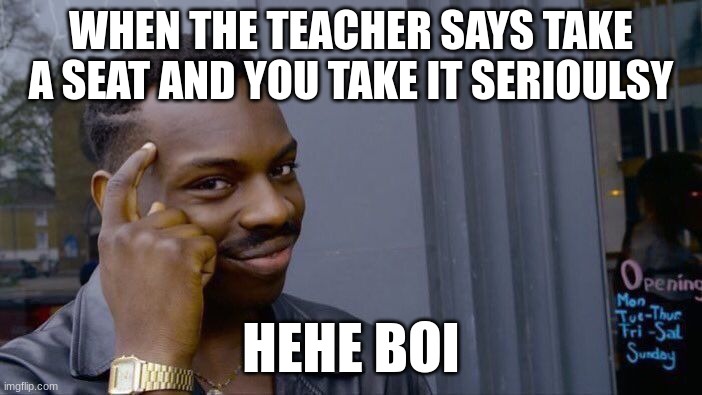 WHEN THE TEACHER SAYS TAKE
A SEAT AND YOU TAKE IT SERIOULSY
Opening
Mon
Tue-Thur
Fri-Sat
Sunday
HEHE BOI
imgflip.com